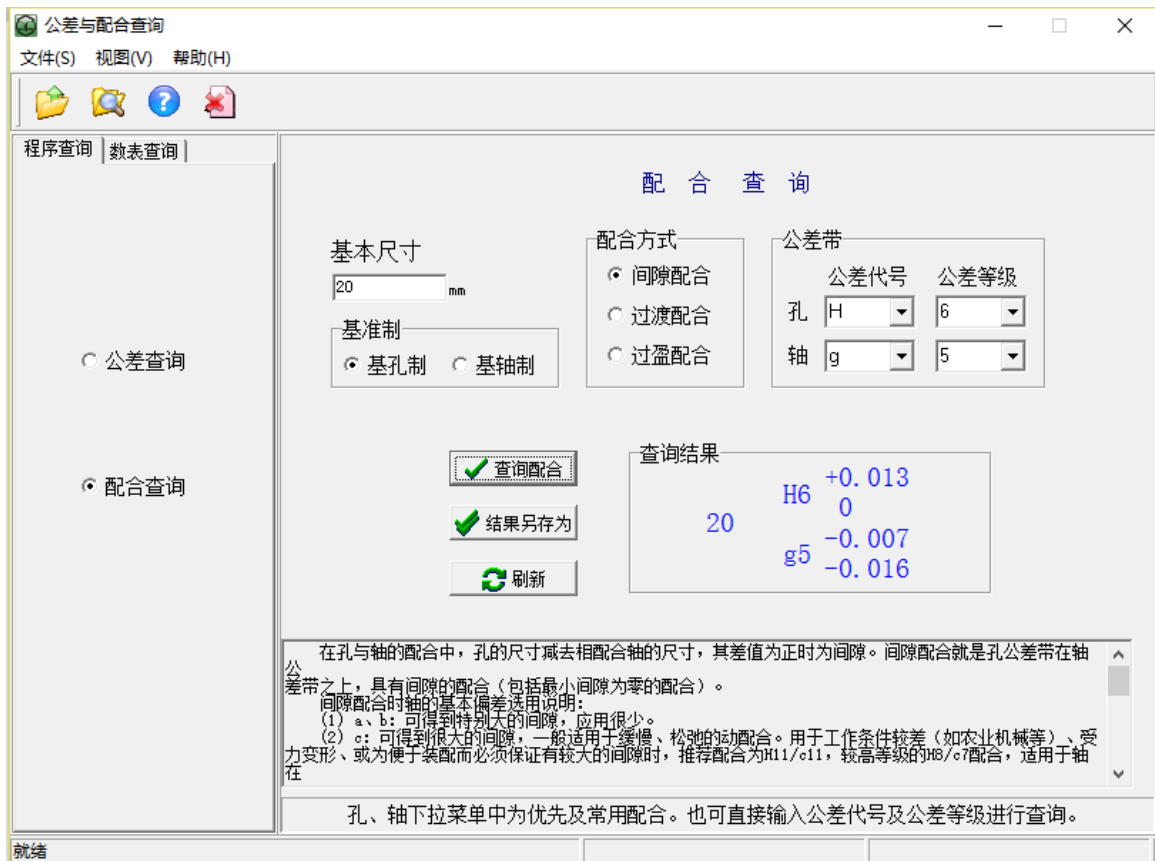 公差与配合查询
文件(S) 视图(V) 帮助(H)
程序查询 数表查询
公差查询
配合查询
配 合 查 询
基本尺寸
20 mm
基准制
基孔制 基轴制
配合方式
间隙配合
过渡配合
过盈配合
公差带
公差代号 公差等级
孔 H 6
轴 g 5
查询配合
结果另存为
刷新
查询结果
20
H6 +0.013
0
g5 -0.007
-0.016
在孔与轴的配合中，孔的尺寸减去相配合轴的尺寸，其差值为正时为间隙。间隙配合就是孔公差带在轴
公
差带之上，具有间隙的配合（包括最小间隙为零的配合）。
间隙配合时轴的基本偏差选用说明：
(1) a、b：可得到特别大的间隙，应用很少。
(2) c：可得到很大的间隙，一般适用于缓慢、松弛的动配合。用于工作条件较差（如农业机械等）、受
力变形、或为便于装配而必须保证有较大的间隙时，推荐配合为H11/c11，较高等级的H8/c7配合，适用于轴
在
孔、轴下拉菜单中为优先及常用配合。也可直接输入公差代号及公差等级进行查询。
就绪